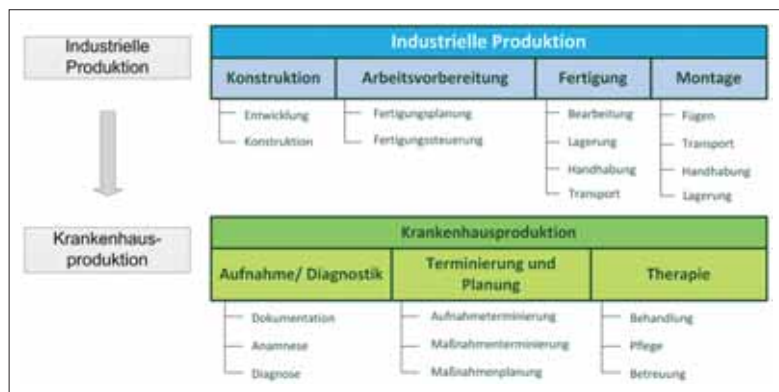 Industrielle
Produktion
Industrielle Produktion
Konstruktion Arbeitsvorbereitung Fertigung Montage
Entwicklung Fertigungsplanung Bearbeitung Fügen
Konstruktion Fertigungssteuerung Lagerung Transport
Handhabung Handhabung
Transport Lagerung
Krankenhaus-
produktion
Krankenhausproduktion
Aufnahme/ Diagnostik Terminierung und Planung Therapie
Dokumentation Aufnahmeterminierung Behandlung
Anamnese Maßnahmenterminierung Pflege
Diagnose Maßnahmenplanung Betreuung